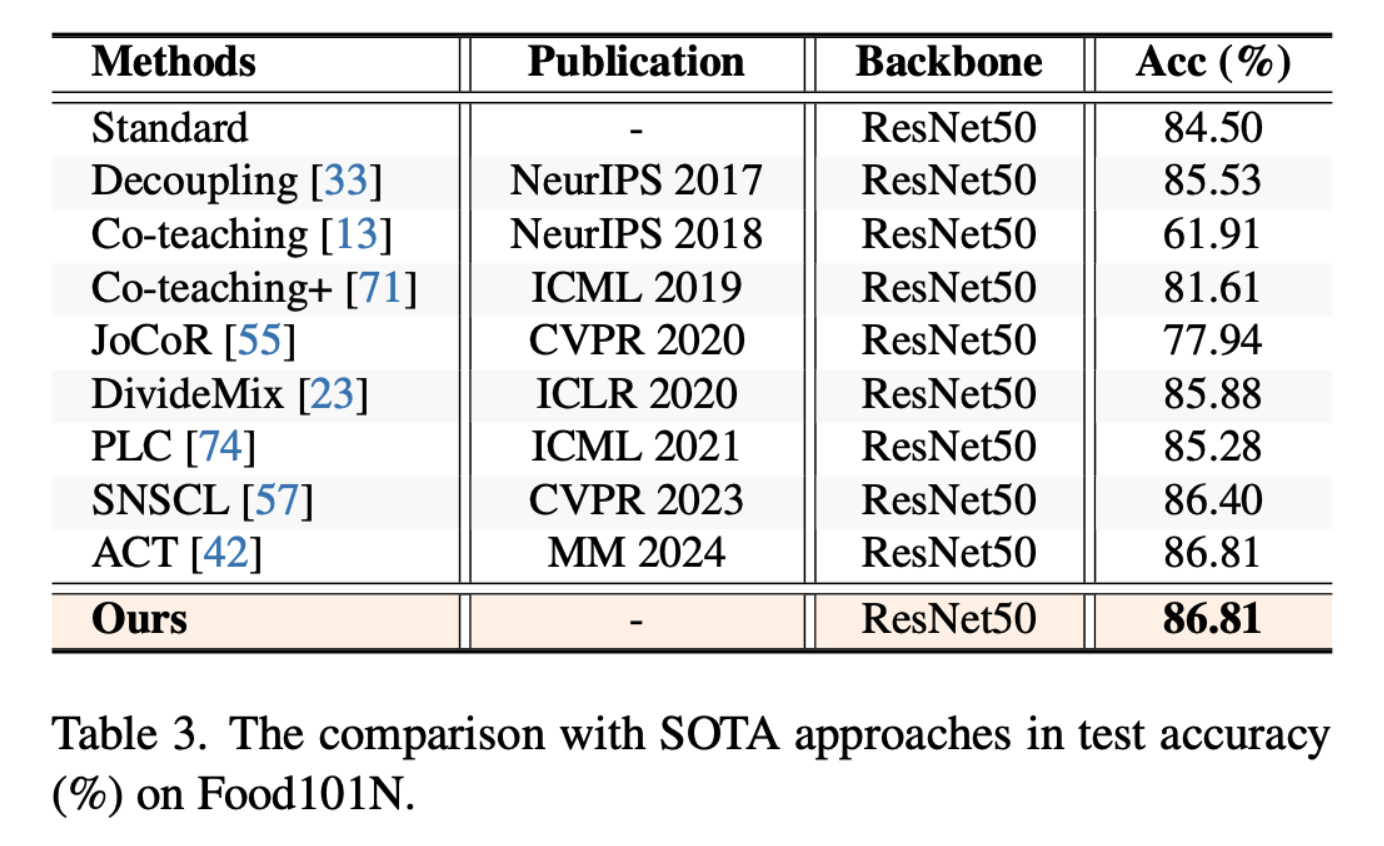 Methods Publication Backbone Acc (%)
Standard - ResNet50 84.50
Decoupling [33] NeurIPS 2017 ResNet50 85.53
Co-teaching [13] NeurIPS 2018 ResNet50 61.91
Co-teaching+ [71] ICML 2019 ResNet50 81.61
JoCoR [55] CVPR 2020 ResNet50 77.94
DivideMix [23] ICLR 2020 ResNet50 85.88
PLC [74] ICML 2021 ResNet50 85.28
SNSCL [57] CVPR 2023 ResNet50 86.40
ACT [42] MM 2024 ResNet50 86.81
Ours - ResNet50 86.81
Table 3. The comparison with SOTA approaches in test accuracy
(%) on Food101N.